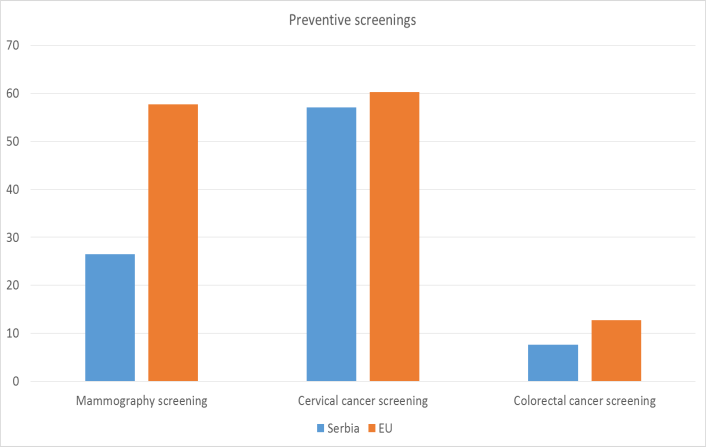 Preventive screenings
70
60
50
40
30
20
10
0
Mammography screening Cervical cancer screening Colorectal cancer screening
Serbia EU